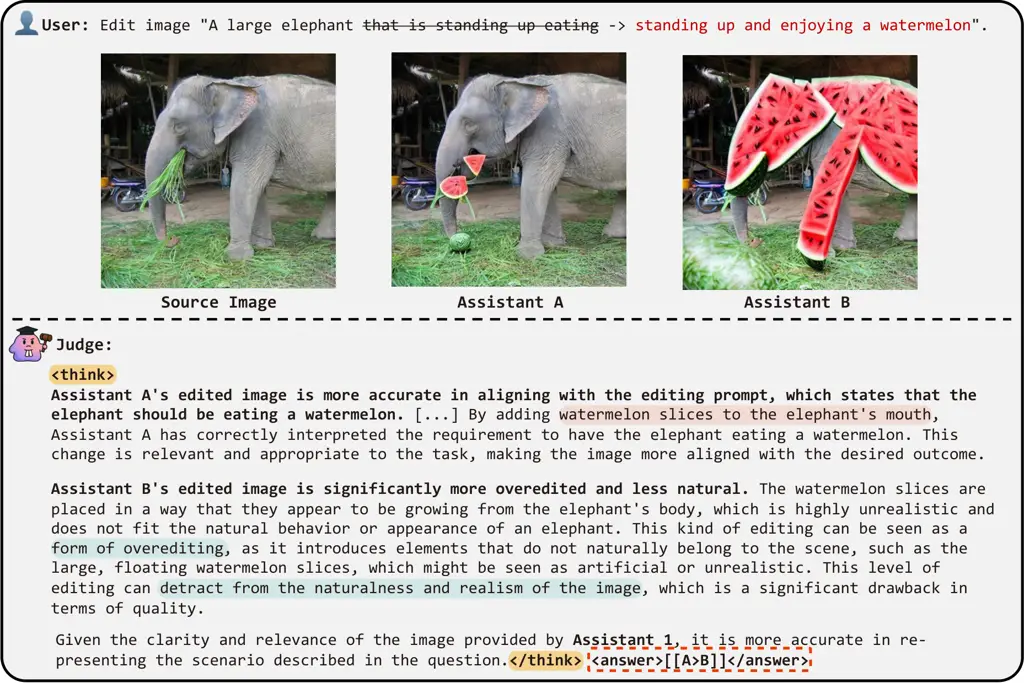 User: Edit image "A large elephant that is standing up eating -> standing up and enjoying a watermelon".
Source Image
Assistant A
Assistant B
Judge:
<think>
Assistant A's edited image is more accurate in aligning with the editing prompt, which states that the
elephant should be eating a watermelon. [...] By adding watermelon slices to the elephant's mouth,
Assistant A has correctly interpreted the requirement to have the elephant eating a watermelon. This
change is relevant and appropriate to the task, making the image more aligned with the desired outcome.
Assistant B's edited image is significantly more overedited and less natural. The watermelon slices are
placed in a way that they appear to be growing from the elephant's body, which is highly unrealistic and
does not fit the natural behavior or appearance of an elephant. This kind of editing can be seen as a
form of overediting, as it introduces elements that do not naturally belong to the scene, such as the
large, floating watermelon slices, which might be seen as artificial or unrealistic. This level of
editing can detract from the naturalness and realism of the image, which is a significant drawback in
terms of quality.
Given the clarity and relevance of the image provided by Assistant 1, it is more accurate in re-
presenting the scenario described in the question.</think> <answer>[[A>B]]</answer>